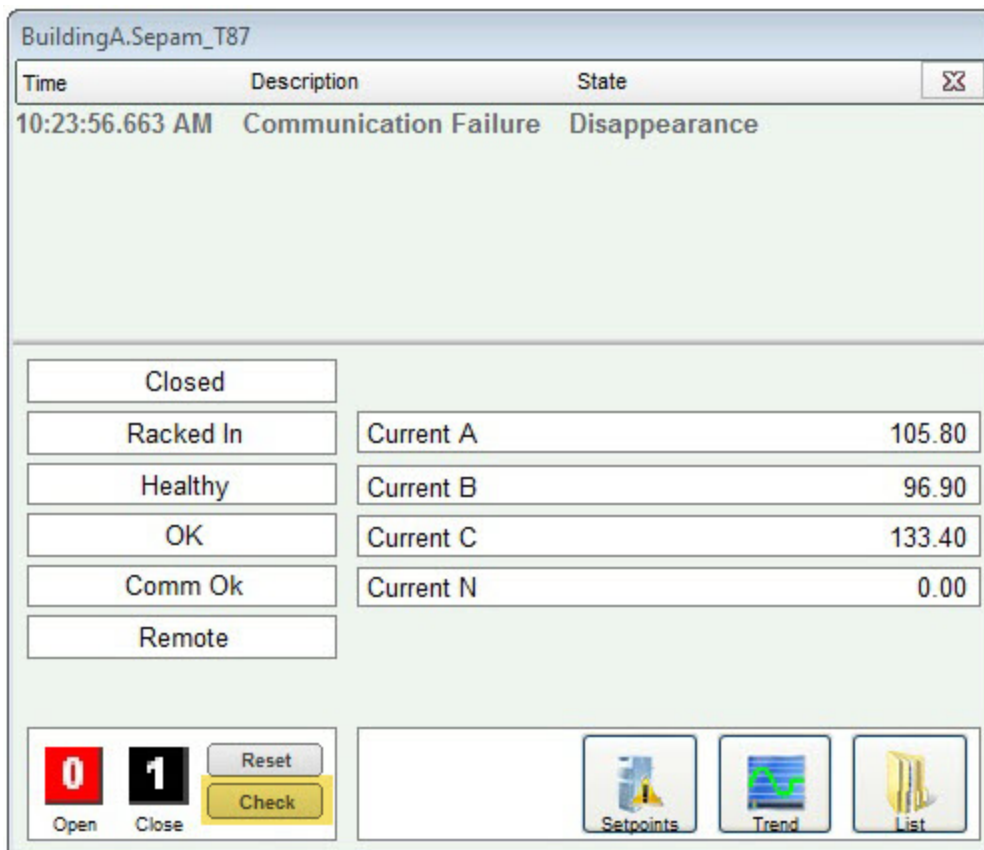 BuildingA.Sepam_T87
Time Description State
10:23:56.663 AM Communication Failure Disappearance
Closed
Racked In
Current A 105.80
Healthy
Current B 96.90
OK
Current C 133.40
Comm Ok
Current N 0.00
Remote
0
Open
1
Close
Reset
Check
Setpoints
Trend
List